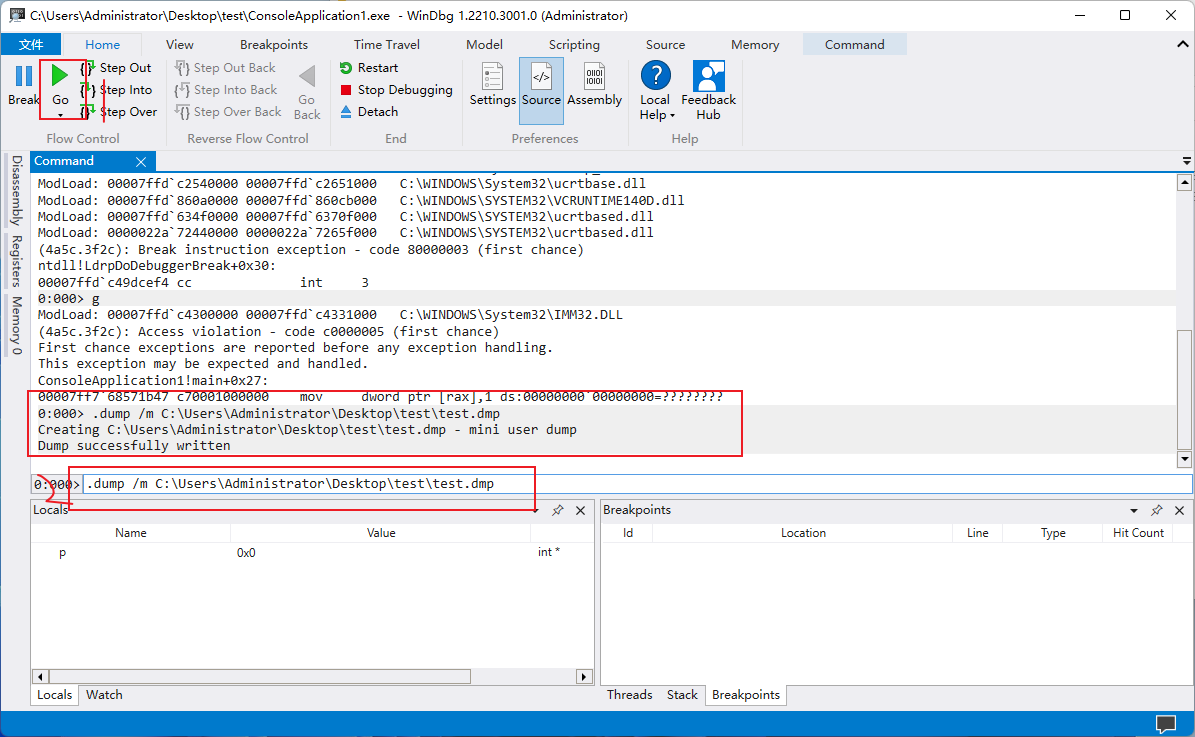 C:\Users\Administrator\Desktop\test\ConsoleApplication1.exe - WinDbg 1.2210.3001.0 (Administrator)
文件 Home View Breakpoints Time Travel Model Scripting Source Memory Command
Break
Go
Step Out
Step Into
Step Over
Flow Control
Step Out Back
Step Into Back
Step Over Back
Go Back
Reverse Flow Control
Restart
Stop Debugging
Detach
End
Settings
Source
Assembly
Preferences
Local Help
Feedback Hub
Help
Disassembly
Registers
Memory 0
Command
ModLoad: 00007ffd`c2540000 00007ffd`c2651000   C:\WINDOWS\System32\ucrtbase.dll
ModLoad: 00007ffd`860a0000 00007ffd`860cb000   C:\WINDOWS\SYSTEM32\VCRUNTIME140D.dll
ModLoad: 00007ffd`634f0000 00007ffd`6370f000   C:\WINDOWS\SYSTEM32\ucrtbased.dll
ModLoad: 0000022a`72440000 0000022a`7265f000   C:\WINDOWS\SYSTEM32\ucrtbased.dll
(4a5c.3f2c): Break instruction exception - code 80000003 (first chance)
ntdll!LdrpDoDebuggerBreak+0x30:
00007ffd`c49dcef4 cc              int     3
0:000> g
ModLoad: 00007ffd`c4300000 00007ffd`c4331000   C:\WINDOWS\System32\IMM32.DLL
(4a5c.3f2c): Access violation - code c0000005 (first chance)
First chance exceptions are reported before any exception handling.
This exception may be expected and handled.
ConsoleApplication1!main+0x27:
00007ff7`68571b47 c70001000000    mov     dword ptr [rax],1 ds:00000000`00000000=????????
0:000> .dump /m C:\Users\Administrator\Desktop\test\test.dmp
Creating C:\Users\Administrator\Desktop\test\test.dmp - mini user dump
Dump successfully written
0:000> .dump /m C:\Users\Administrator\Desktop\test\test.dmp
Locals
Name Value
p 0x0 int *
Locals Watch
Breakpoints
Id Location Line Type Hit Count
Threads Stack Breakpoints